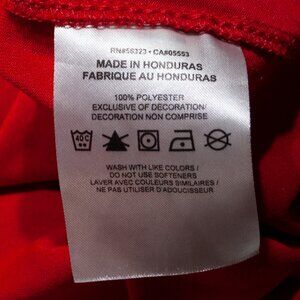 RN#56323 • CA#05553
MADE IN HONDURAS
FABRIQUE AU HONDURAS
100% POLYESTER
EXCLUSIVE OF DECORATION/
DECORATION NON COMPRISE
40C
WASH WITH LIKE COLORS /
DO NOT USE SOFTENERS
LAVER AVEC COULEURS SIMILAIRES /
NE PAS UTILISER D'ADOUCISSEUR